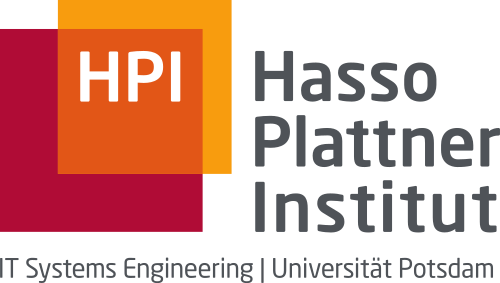 HPI
Hasso
Plattner
Institut
IT Systems Engineering | Universität Potsdam